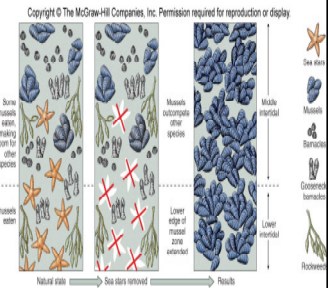 Copyright © The McGraw-Hill Companies, Inc. Permission required for reproduction or display.
Some
mussels
eaten,
making
room for
other
species
mussels
eaten
Mussels
outcompete
other
species
Lower
edge of
mussel
zone
extended
Middle
intertidal
Lower
intertidal
Sea stars
Mussels
Barnacles
Gooseneck
barnacles
Rockweed
Natural state
Sea stars removed
Results